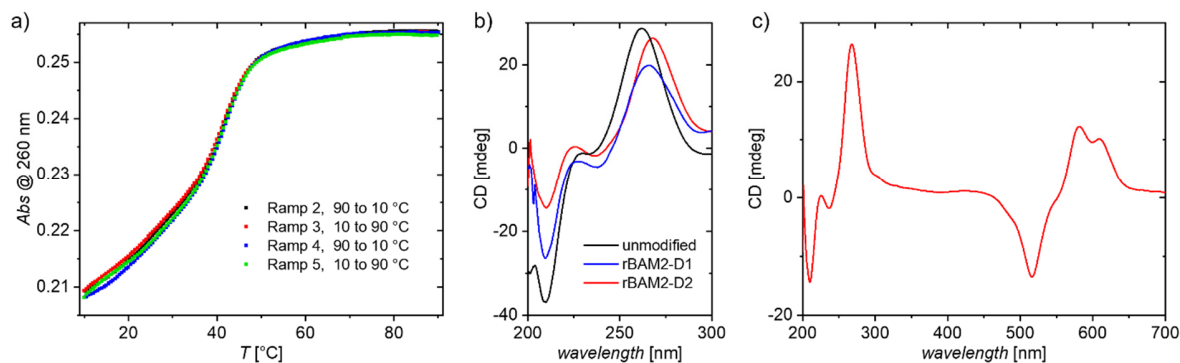 a)
Abs @ 260 nm
0.25
0.24
0.23
0.22
0.21
20
40
60
80
T [°C]
Ramp 2, 90 to 10 °C
Ramp 3, 10 to 90 °C
Ramp 4, 90 to 10 °C
Ramp 5, 10 to 90 °C
b)
CD [mdeg]
20
0
-20
-40
200
250
300
wavelength [nm]
unmodified
rBAM2-D1
rBAM2-D2
c)
CD [mdeg]
20
0
-20
200
300
400
500
600
700
wavelength [nm]